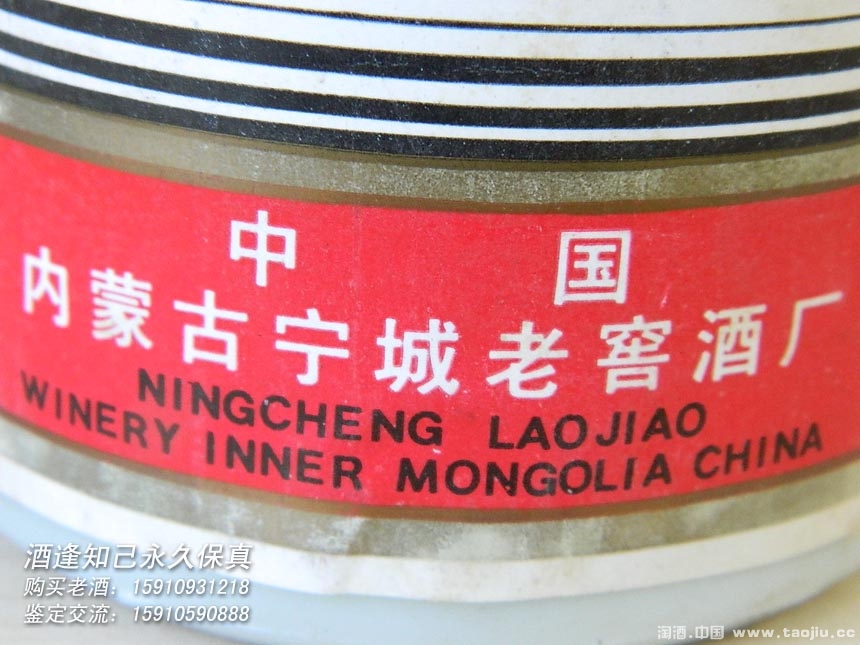 中国
内蒙古宁城老窖酒厂
NINGCHENG LAOJIAO
WINERY INNER MONGOLIA CHINA
酒逢知己永久保真
购买老酒：15910931218
鉴定交流：15910590888
淘酒.中国 www.taojiu.cc